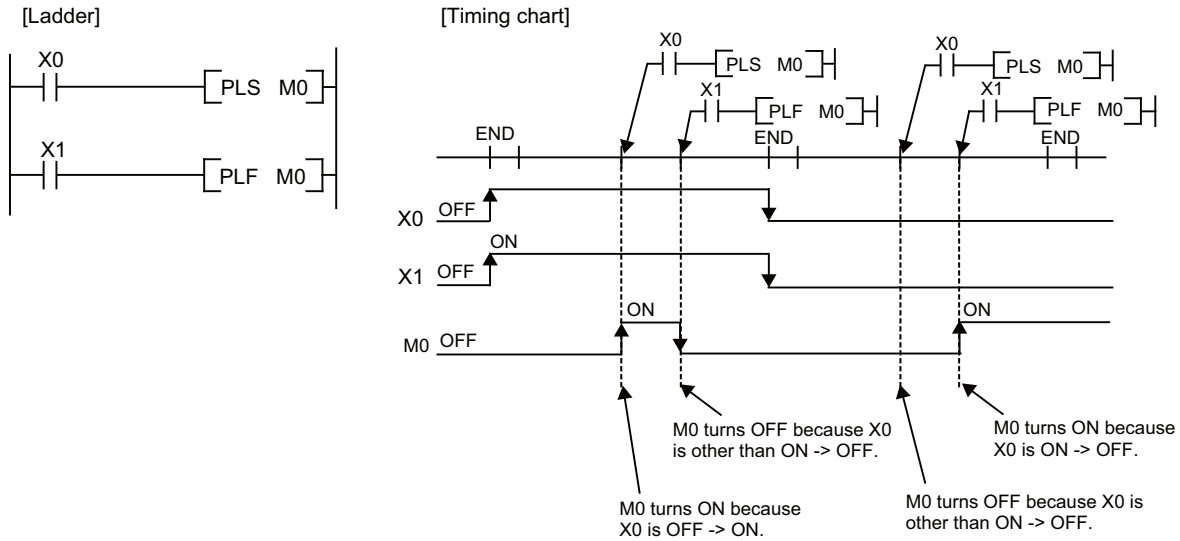 [Ladder]
[Timing chart]
X0
PLS M0
X1
PLF M0
X0
PLS M0
X1
PLF M0
X0
PLS M0
X1
PLF M0
END
END
END
X0 OFF
ON
X1 OFF
ON
M0 OFF
ON
M0 turns OFF because X0
is other than ON -> OFF.
M0 turns ON because
X0 is ON -> OFF.
M0 turns ON because
X0 is OFF -> ON.
M0 turns OFF because X0 is
other than ON -> OFF.